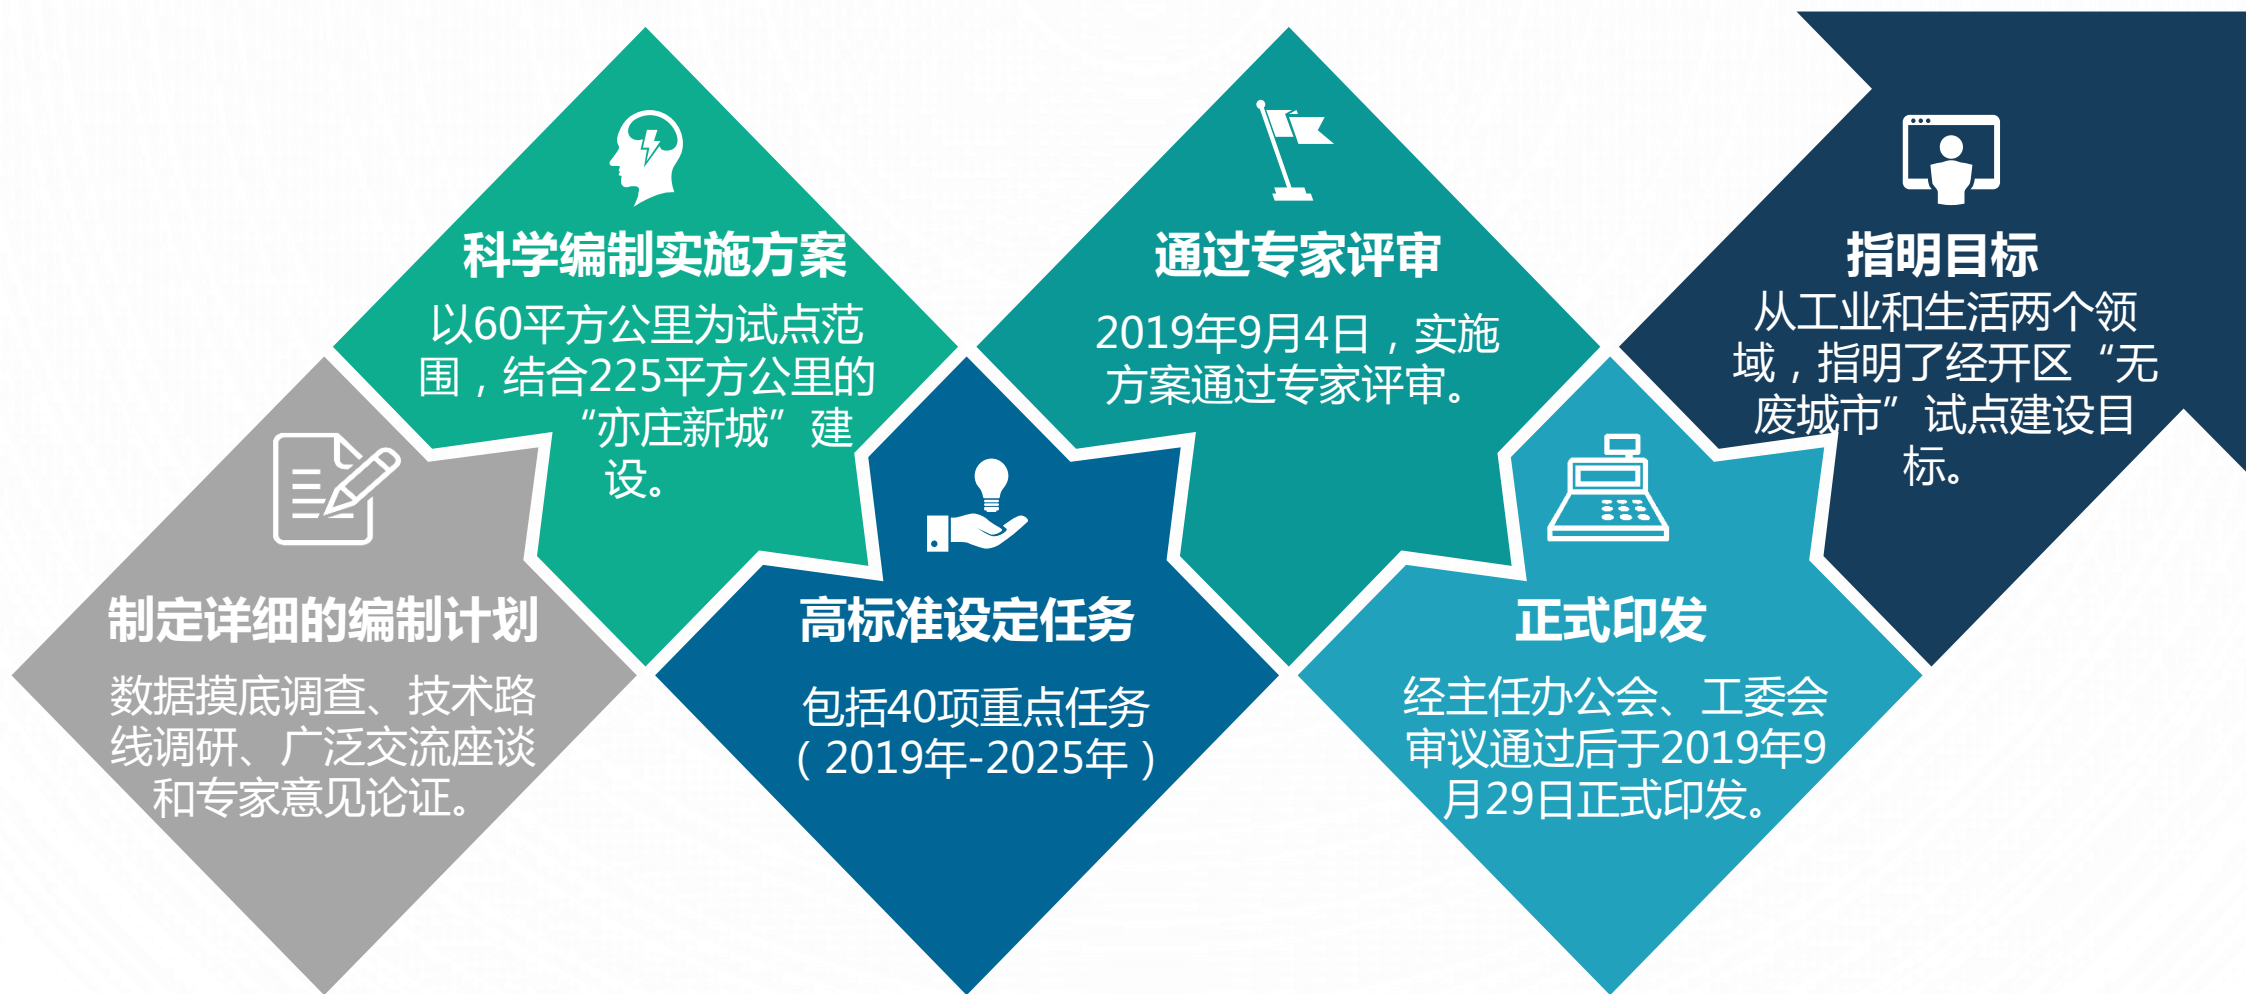 制定详细的编制计划
数据摸底调查、技术路
线调研、广泛交流座谈
和专家意见论证。
科学编制实施方案
以60平方公里为试点范
围，结合225平方公里的
“亦庄新城”建
设。
高标准设定任务
包括40项重点任务
（2019年-2025年）
通过专家评审
2019年9月4日，实施
方案通过专家评审。
正式印发
经主任办公会、工委会
审议通过后于2019年9
月29日正式印发。
指明目标
从工业和生活两个领
域，指明了经开区“无
废城市”试点建设目
标。